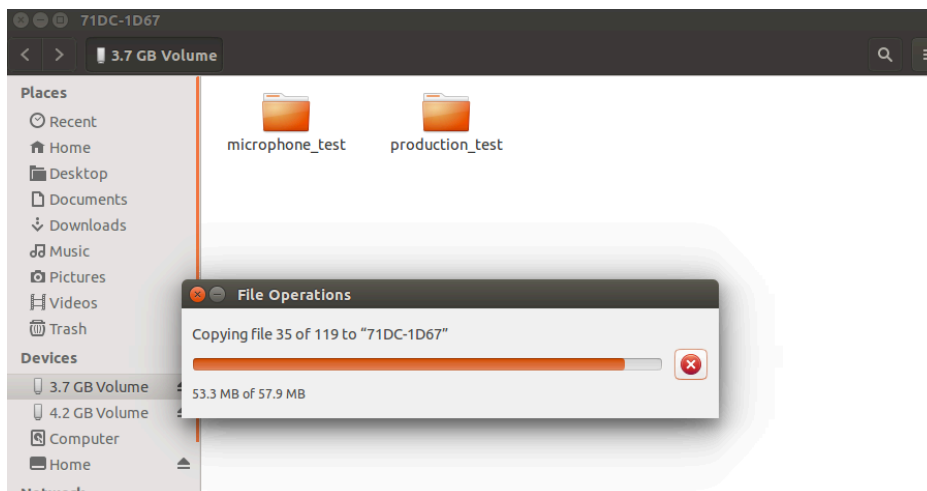 71DC-1D67
3.7 GB Volume
Places
Recent
Home
Desktop
Documents
Downloads
Music
Pictures
Videos
Trash
Devices
3.7 GB Volume
4.2 GB Volume
Computer
Home
Network
microphone_test
production_test
File Operations
Copying file 35 of 119 to “71DC-1D67”
53.3 MB of 57.9 MB